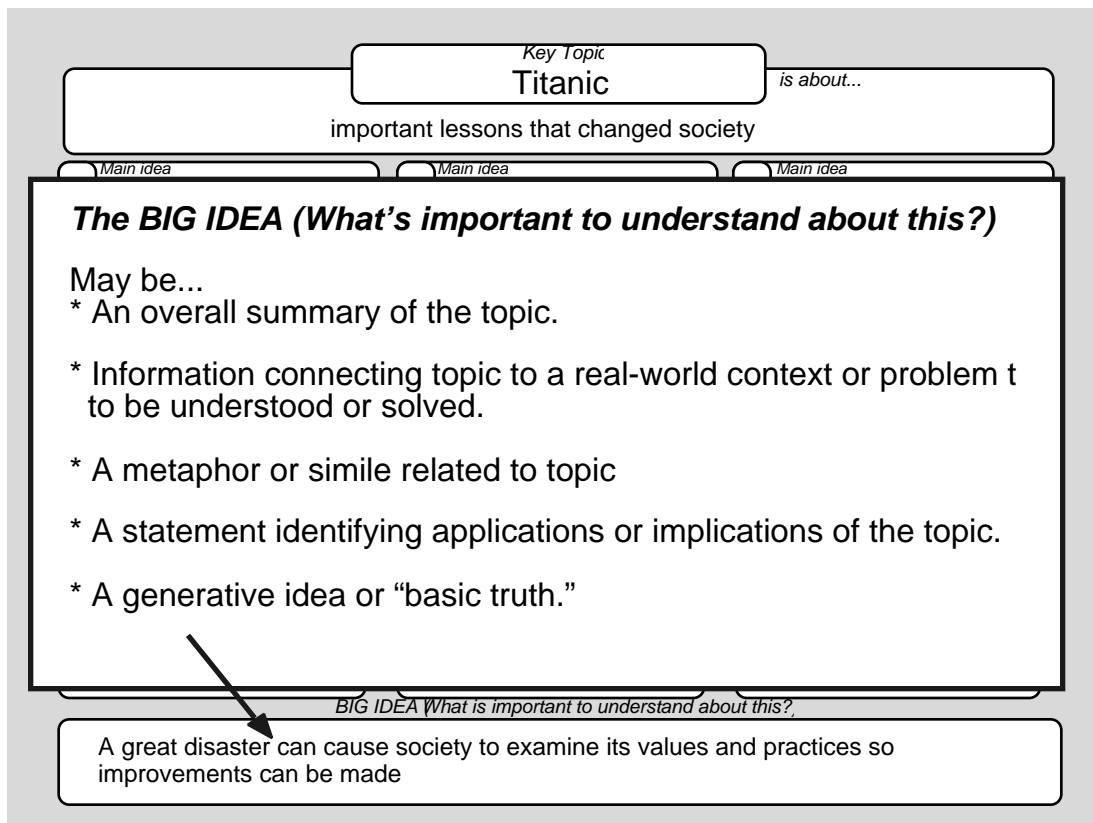 Key Topic
Titanic
is about...
important lessons that changed society
Main idea
Main idea
Main idea
The BIG IDEA (What's important to understand about this?)
May be...
* An overall summary of the topic.
* Information connecting topic to a real-world context or problem t
to be understood or solved.
* A metaphor or simile related to topic
* A statement identifying applications or implications of the topic.
* A generative idea or “basic truth.”
BIG IDEA (What is important to understand about this?)
A great disaster can cause society to examine its values and practices so
improvements can be made